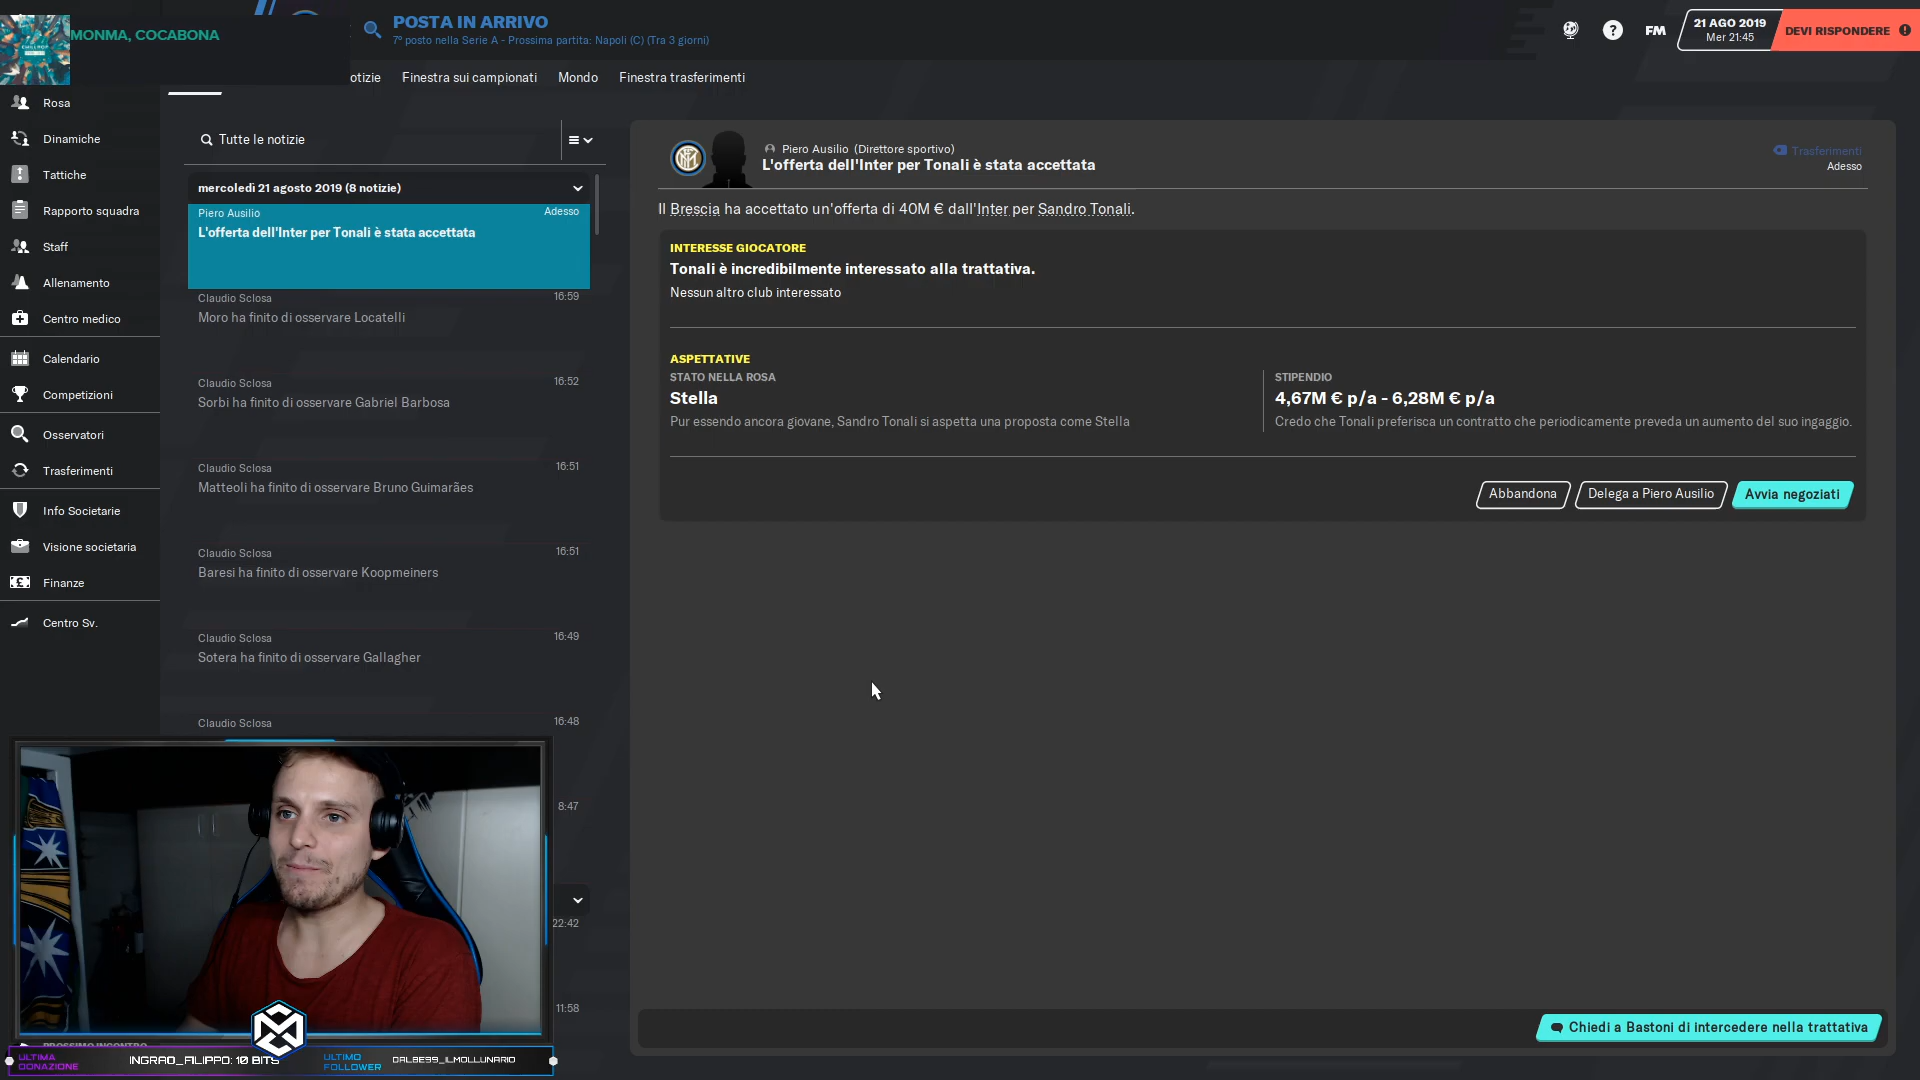 MONMA, COCABONA
POSTA IN ARRIVO
7° posto nella Serie A - Prossima partita: Napoli (C) (Tra 3 giorni)
FM
21 AGO 2019
Mer 21:45
DEVI RISPONDERE
otizie
Finestra sui campionati
Mondo
Finestra trasferimenti
Rosa
Dinamiche
Tattiche
Rapporto squadra
Staff
Allenamento
Centro medico
Calendario
Competizioni
Osservatori
Trasferimenti
Info Societarie
Visione societaria
Finanze
Centro Sv.
Tutte le notizie
mercoledì 21 agosto 2019 (8 notizie)
Piero Ausilio
Adesso
L'offerta dell'Inter per Tonali è stata accettata
Claudio Sclosa
16:59
Moro ha finito di osservare Locatelli
Claudio Sclosa
16:52
Sorbi ha finito di osservare Gabriel Barbosa
Claudio Sclosa
16:51
Matteoli ha finito di osservare Bruno Guimarães
Claudio Sclosa
16:51
Baresi ha finito di osservare Koopmeiners
Claudio Sclosa
16:49
Sotera ha finito di osservare Gallagher
Claudio Sclosa
16:48
8:47
22:42
11:58
Piero Ausilio (Direttore sportivo)
L'offerta dell'Inter per Tonali è stata accettata
Trasferimenti
Adesso
Il Brescia ha accettato un'offerta di 40M € dall'Inter per Sandro Tonali.
INTERESSE GIOCATORE
Tonali è incredibilmente interessato alla trattativa.
Nessun altro club interessato
ASPETTATIVE
STATO NELLA ROSA
Stella
Pur essendo ancora giovane, Sandro Tonali si aspetta una proposta come Stella
STIPENDIO
4,67M € p/a - 6,28M € p/a
Credo che Tonali preferisca un contratto che periodicamente preveda un aumento del suo ingaggio.
Abbandona
Delega a Piero Ausilio
Avvia negoziati
Chiedi a Bastoni di intercedere nella trattativa
PROSSIMO INCONTRO
ULTIMA DONAZIONE
INGRAO_FILIPPO: 10 BITS
ULTIMO FOLLOWER
DALBE99_ILMOLLUNARIO